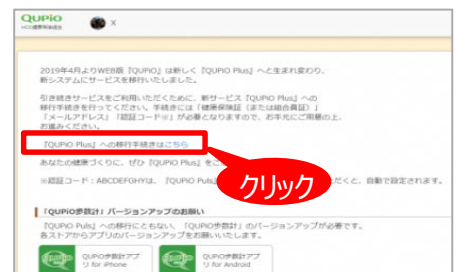 QUPiO
HCC健康保険組合
X
2019年4月よりWEB版『QUPiO』は新しく『QUPiO Plus』へと生まれ変わり、
新システムにサービスを移行いたしました。
引き続きサービスをご利用いただくために、新サービス『QUPiO Plus』への
移行手続きを行ってください。手続きには「健康保険証（または組合員証）」
「メールアドレス」「認証コード※」が必要となりますので、お手元にご用意の上、
お進みください。
『QUPiO Plus』への移行手続きはこちら
あなたの健康づくりに、ぜひ『QUPiO Plus』をご
クリック
※認証コード：ABCDEFGHYは、『QUPiO Puls』
だくと、自動で設定されます。
「QUPiO歩数計」バージョンアップのお願い
『QUPiO Puls』への移行にともない、「QUPiO歩数計」のバージョンアップが必要です。
各ストアからアプリのバージョンアップをお願いいたします。
QUPiO歩数計アプ
リ for iPhone
QUPiO歩数計アプ
リ for Android